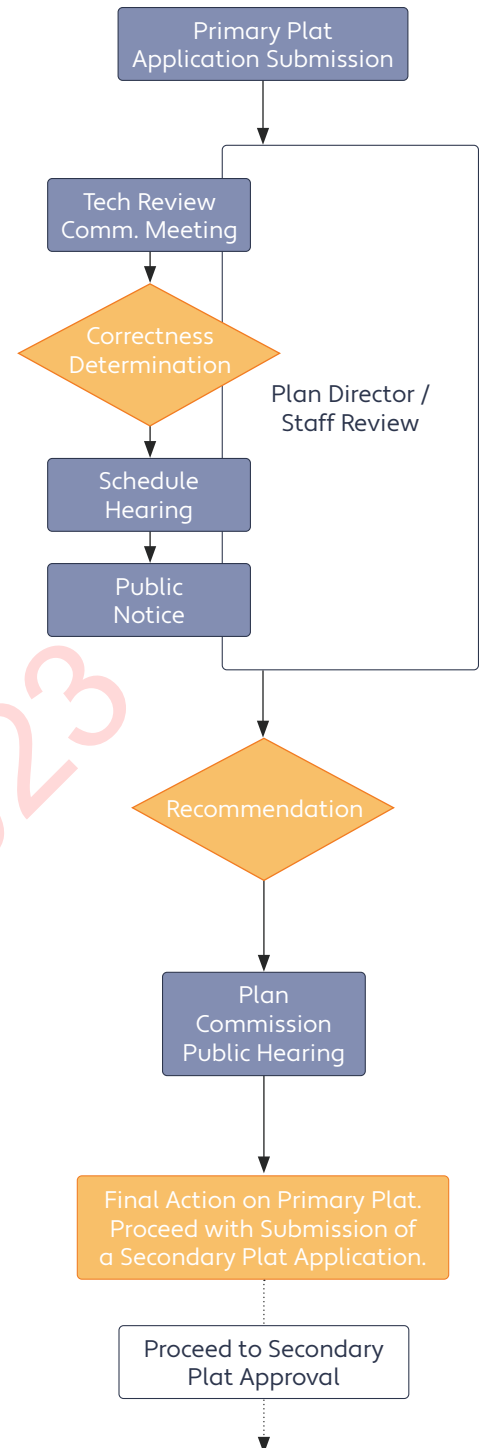 Primary Plat
Application Submission
Tech Review
Comm. Meeting
Correctness
Determination
Plan Director /
Staff Review
Schedule
Hearing
Public
Notice
23
Recommendation
Plan
Commission
Public Hearing
Final Action on Primary Plat.
Proceed with Submission of
a Secondary Plat Application.
Proceed to Secondary
Plat Approval